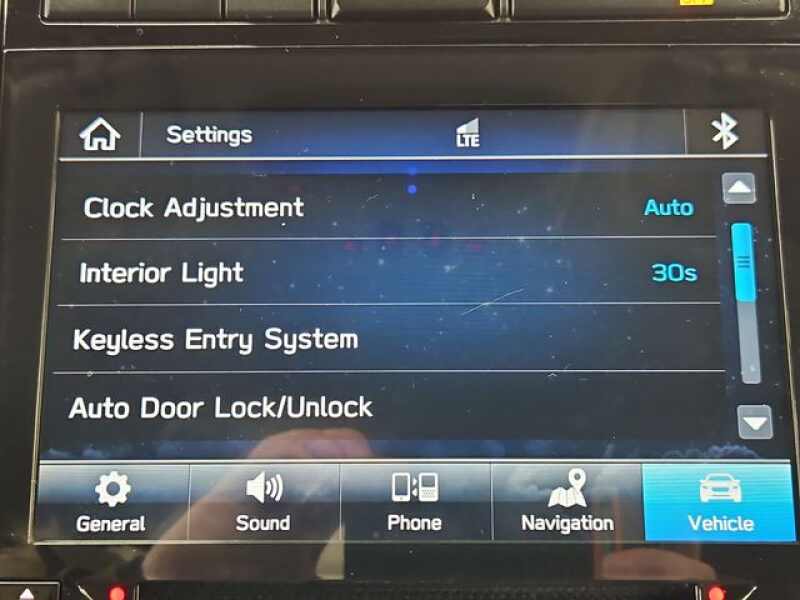 Settings LTE
Clock Adjustment Auto
Interior Light 30s
Keyless Entry System
Auto Door Lock/Unlock
General Sound Phone Navigation Vehicle